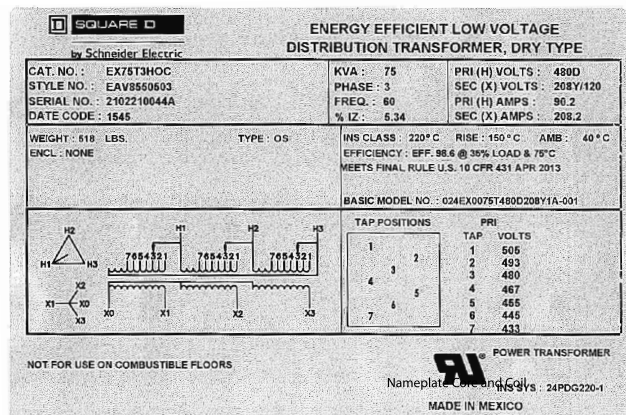 SQUARE D
by Schneider Electric
ENERGY EFFICIENT LOW VOLTAGE
DISTRIBUTION TRANSFORMER, DRY TYPE
CAT. NO. : EX75T3HOC
STYLE NO. : EAV8550503
SERIAL NO. : 2102210044A
DATE CODE : 1545
KVA : 75
PHASE : 3
FREQ. : 60
% IZ : 5.34
PRI (H) VOLTS : 480D
SEC (X) VOLTS : 208Y/120
PRI (H) AMPS : 90.2
SEC (X) AMPS : 208.2
WEIGHT : 518 LBS. TYPE : OS
ENCL : NONE
INS CLASS : 220° C RISE : 150° C AMB : 40° C
EFFICIENCY : EFF. 98.6 @ 35% LOAD & 75°C
MEETS FINAL RULE U.S. 10 CFR 431 APR 2013
BASIC MODEL NO. : 024EX0075T480D208Y1A-001
H2
H1 H3
X2
X1 X0
X3
H1 H2 H3
7654321 7654321 7654321
X0 X1 X2 X3
TAP POSITIONS
1
2
3
4
5
6
7
PRI
TAP VOLTS
1 505
2 493
3 480
4 467
5 455
6 445
7 433
NOT FOR USE ON COMBUSTIBLE FLOORS
RU ® POWER TRANSFORMER
Nameplate Core and Coil
INS SYS : 24PDG220-1
MADE IN MEXICO